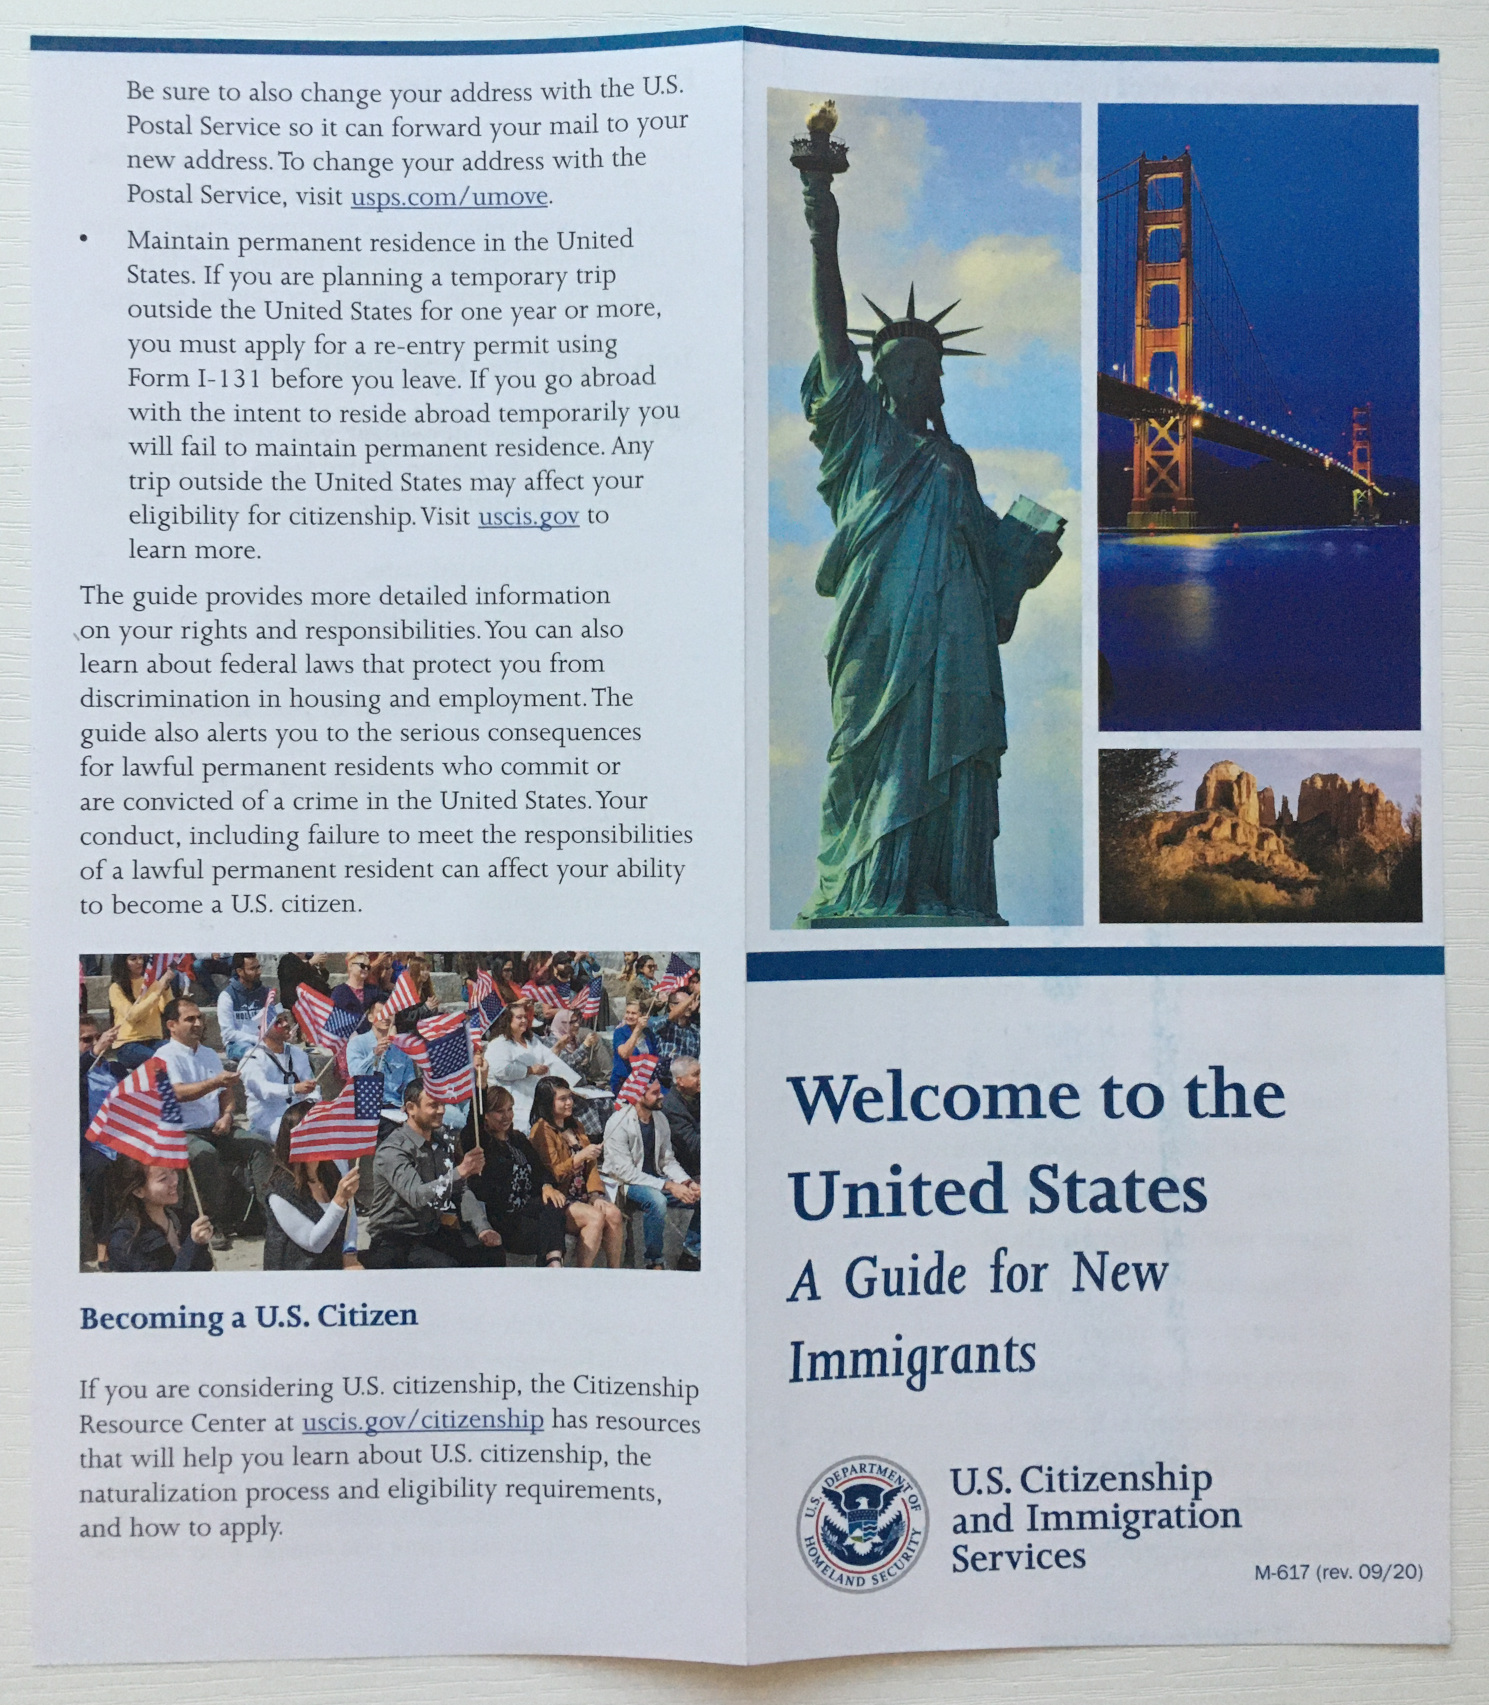 Be sure to also change your address with the U.S.
Postal Service so it can forward your mail to your
new address. To change your address with the
Postal Service, visit usps.com/umove.
• Maintain permanent residence in the United
States. If you are planning a temporary trip
outside the United States for one year or more,
you must apply for a re-entry permit using
Form I-131 before you leave. If you go abroad
with the intent to reside abroad temporarily you
will fail to maintain permanent residence. Any
trip outside the United States may affect your
eligibility for citizenship. Visit uscis.gov to
learn more.
The guide provides more detailed information
on your rights and responsibilities. You can also
learn about federal laws that protect you from
discrimination in housing and employment. The
guide also alerts you to the serious consequences
for lawful permanent residents who commit or
are convicted of a crime in the United States. Your
conduct, including failure to meet the responsibilities
of a lawful permanent resident can affect your ability
to become a U.S. citizen.
Becoming a U.S. Citizen
If you are considering U.S. citizenship, the Citizenship
Resource Center at uscis.gov/citizenship has resources
that will help you learn about U.S. citizenship, the
naturalization process and eligibility requirements,
and how to apply.
Welcome to the
United States
A Guide for New
Immigrants
U.S. DEPARTMENT OF
HOMELAND SECURITY
U.S. Citizenship
and Immigration
Services
M-617 (rev. 09/20)